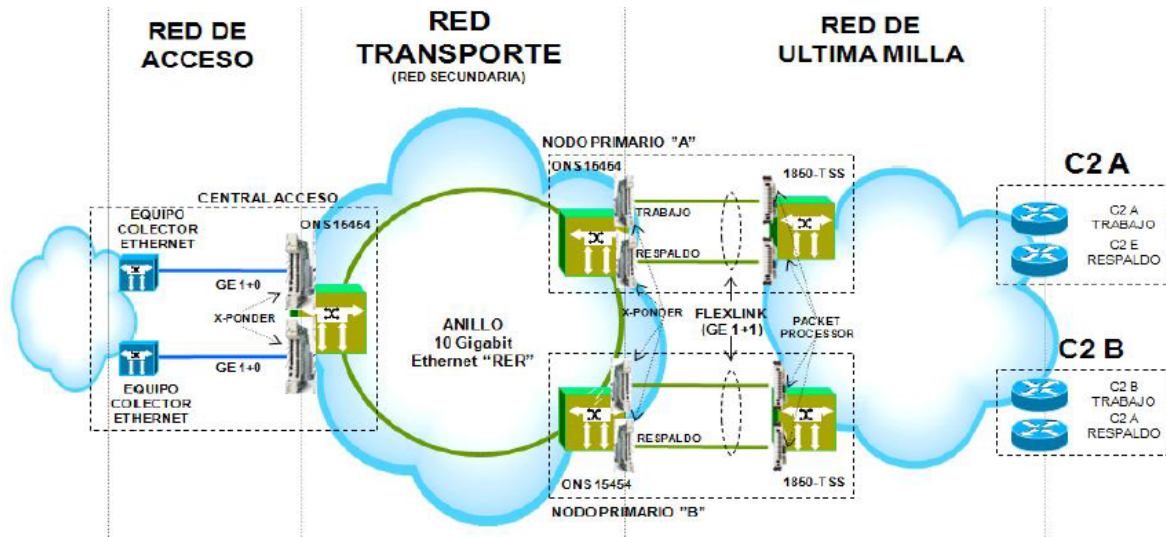 RED DE
ACCESO
RED
TRANSPORTE
(RED SECUNDARIA)
RED DE
ULTIMA MILLA
NODO PRIMARIO "A"
ONS 15454
1850-TSS
C2 A
CENTRAL ACCESO
EQUIPO
COLECTOR
ETHERNET
ONS 15454
TRABAJO
C2 A
TRABAJO
C2 E
RESPALDO
RESPALDO
GE 1+0
X-PONDER
X-PONDER
FLEXLINK
(GE 1+1)
PACKET
PROCESSOR
ANILLO
10 Gigabit
Ethernet "RER"
GE 1+0
C2 B
EQUIPO
COLECTOR
ETHERNET
C2 B
TRABAJO
C2 A
RESPALDO
RESPALDO
ONS 15454
1850-TSS
NODO PRIMARIO "B"